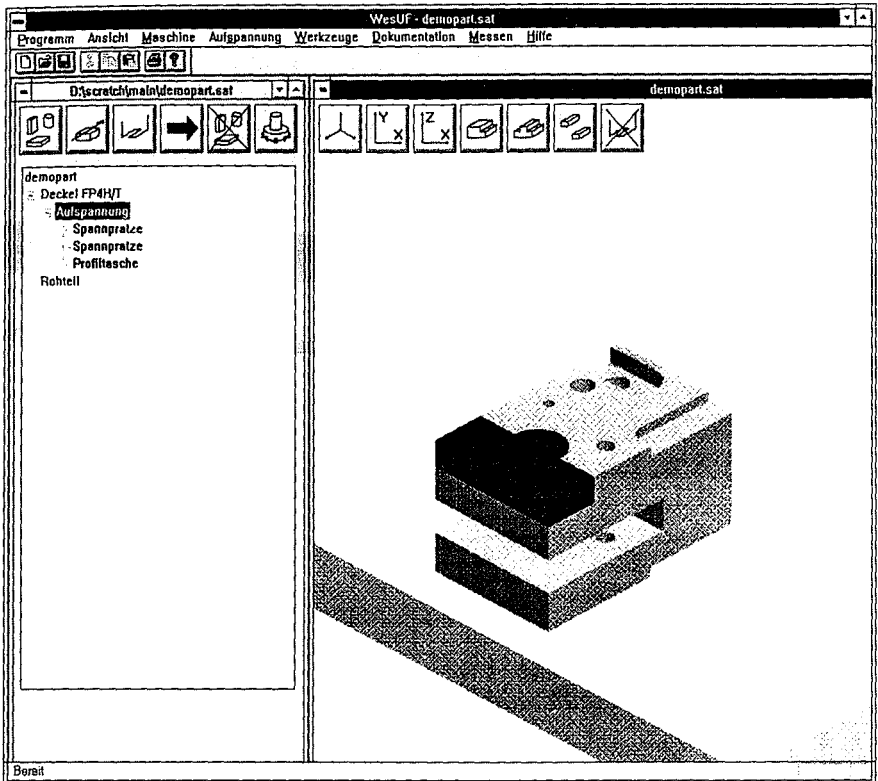 WesUF - demopart.sat
Programm Ansicht Maschine Aufspannung Werkzeuge Dokumentation Messen Hilfe
D:\scratch\main\demopart.sat
demopart.sat
Y X
Z X
demopart
Deckel FP4H/T
Aufspannung
Spannpratze
Spannpratze
Profiltasche
Rohteil
Bereit